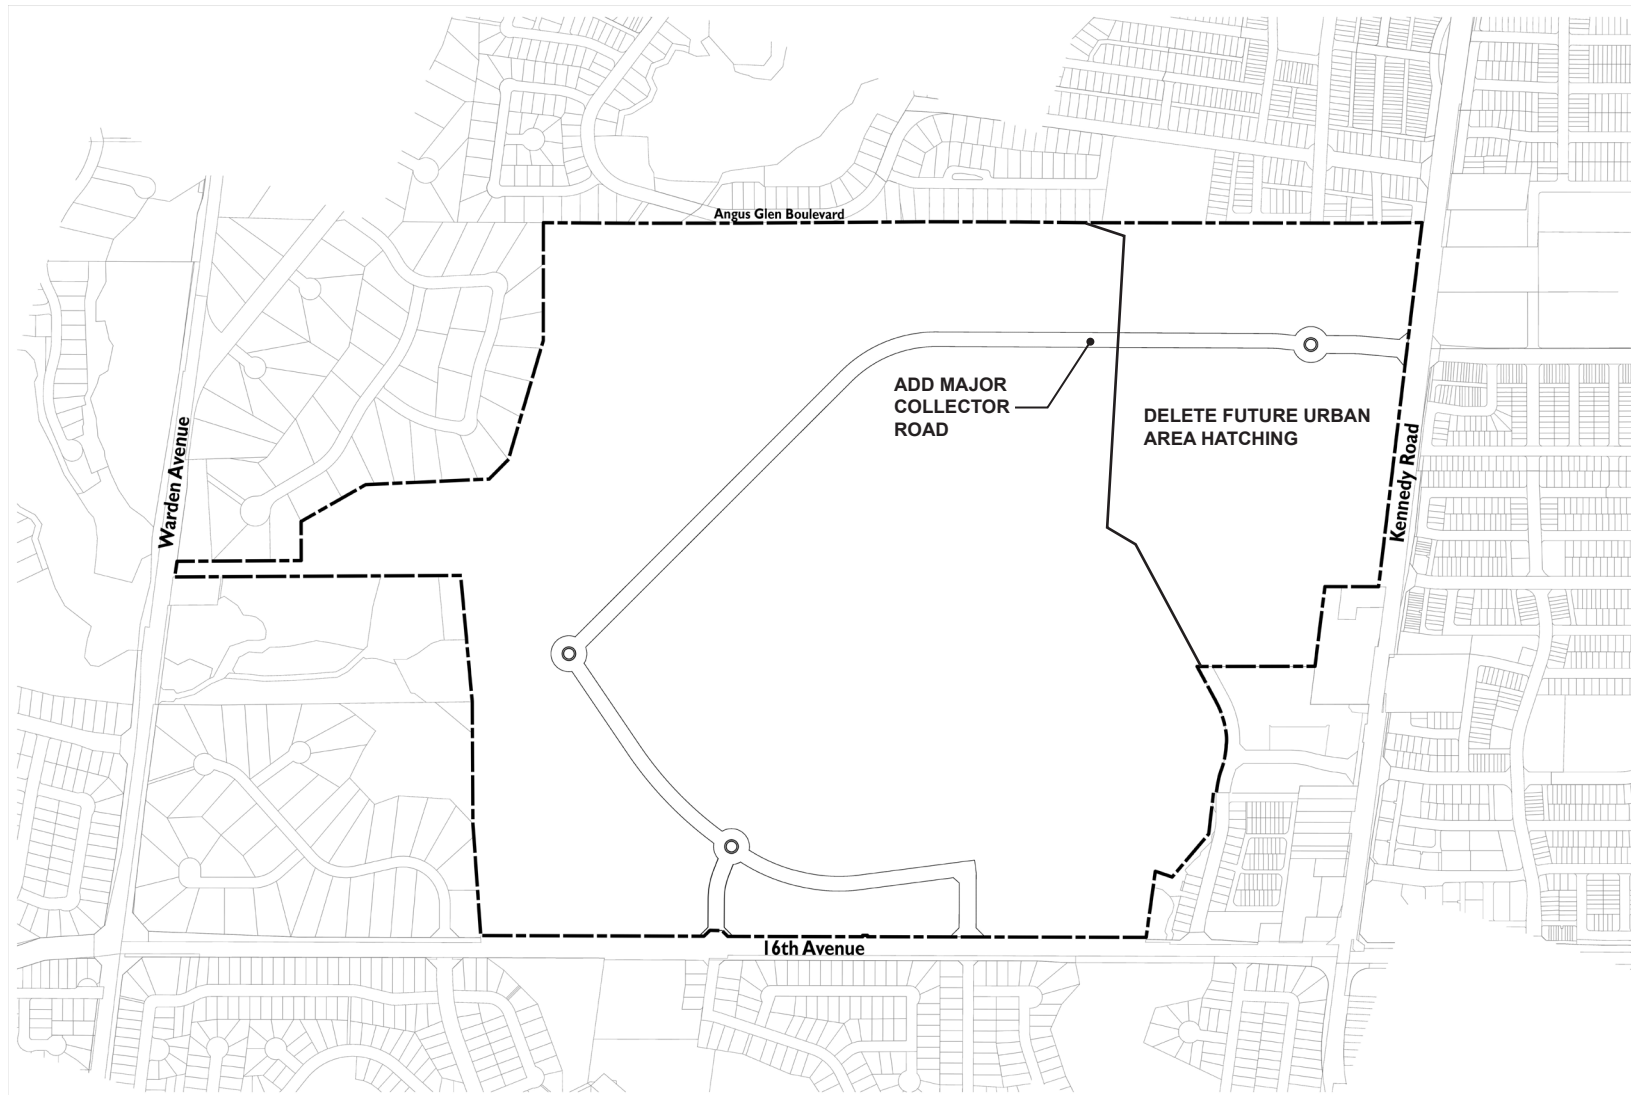 Angus Glen Boulevard
ADD MAJOR
COLLECTOR
ROAD
DELETE FUTURE URBAN
AREA HATCHING
Warden Avenue
Kennedy Road
16th Avenue